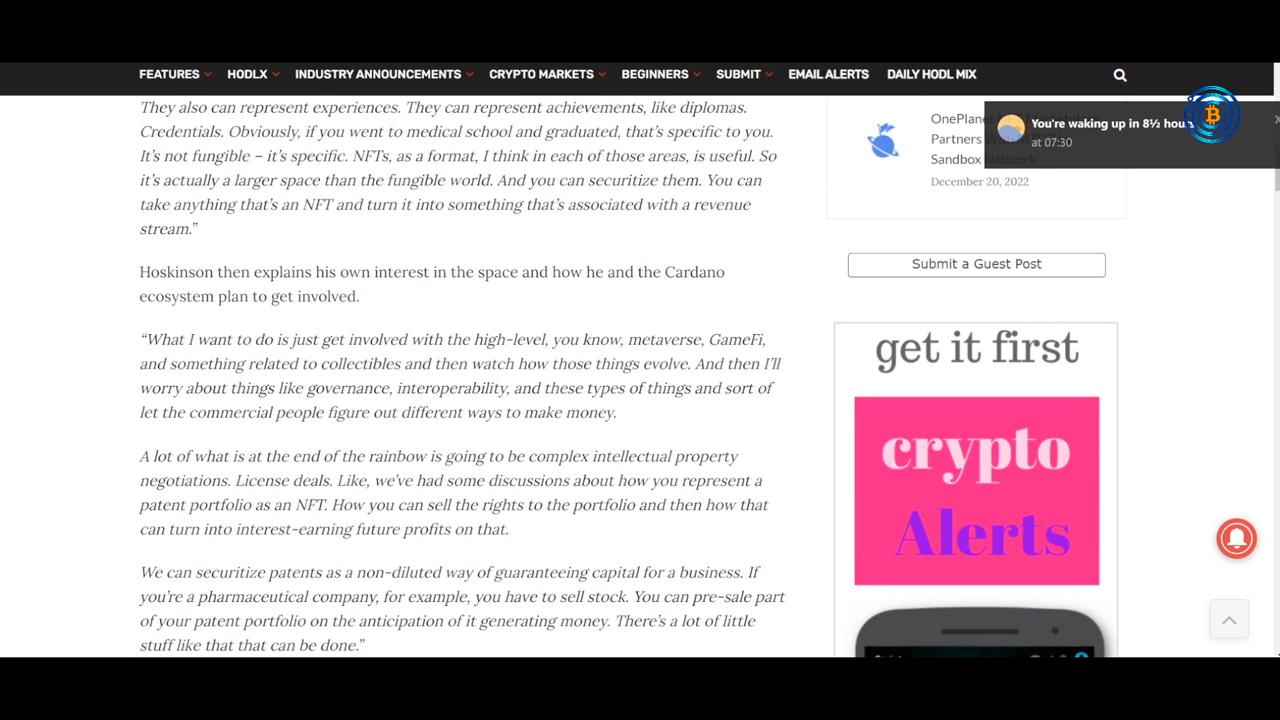 FEATURES HODLX INDUSTRY ANNOUNCEMENTS CRYPTO MARKETS BEGINNERS SUBMIT EMAIL ALERTS DAILY HODL MIX
They also can represent experiences. They can represent achievements, like diplomas.
Credentials. Obviously, if you went to medical school and graduated, that’s specific to you.
It’s not fungible – it’s specific. NFTs, as a format, I think in each of those areas, is useful. So
it’s actually a larger space than the fungible world. And you can securitize them. You can
take anything that’s an NFT and turn it into something that’s associated with a revenue
stream.”
Hoskinson then explains his own interest in the space and how he and the Cardano
ecosystem plan to get involved.
“What I want to do is just get involved with the high-level, you know, metaverse, GameFi,
and something related to collectibles and then watch how those things evolve. And then I’ll
worry about things like governance, interoperability, and these types of things and sort of
let the commercial people figure out different ways to make money.
A lot of what is at the end of the rainbow is going to be complex intellectual property
negotiations. License deals. Like, we’ve had some discussions about how you represent a
patent portfolio as an NFT. How you can sell the rights to the portfolio and then how that
can turn into interest-earning future profits on that.
We can securitize patents as a non-diluted way of guaranteeing capital for a business. If
you’re a pharmaceutical company, for example, you have to sell stock. You can pre-sale part
of your patent portfolio on the anticipation of it generating money. There’s a lot of little
stuff like that that can be done.”
OnePlanet
Partners
Sandbox Network
December 20, 2022
You're waking up in 8½ hours
at 07:30
Submit a Guest Post
get it first
crypto
Alerts